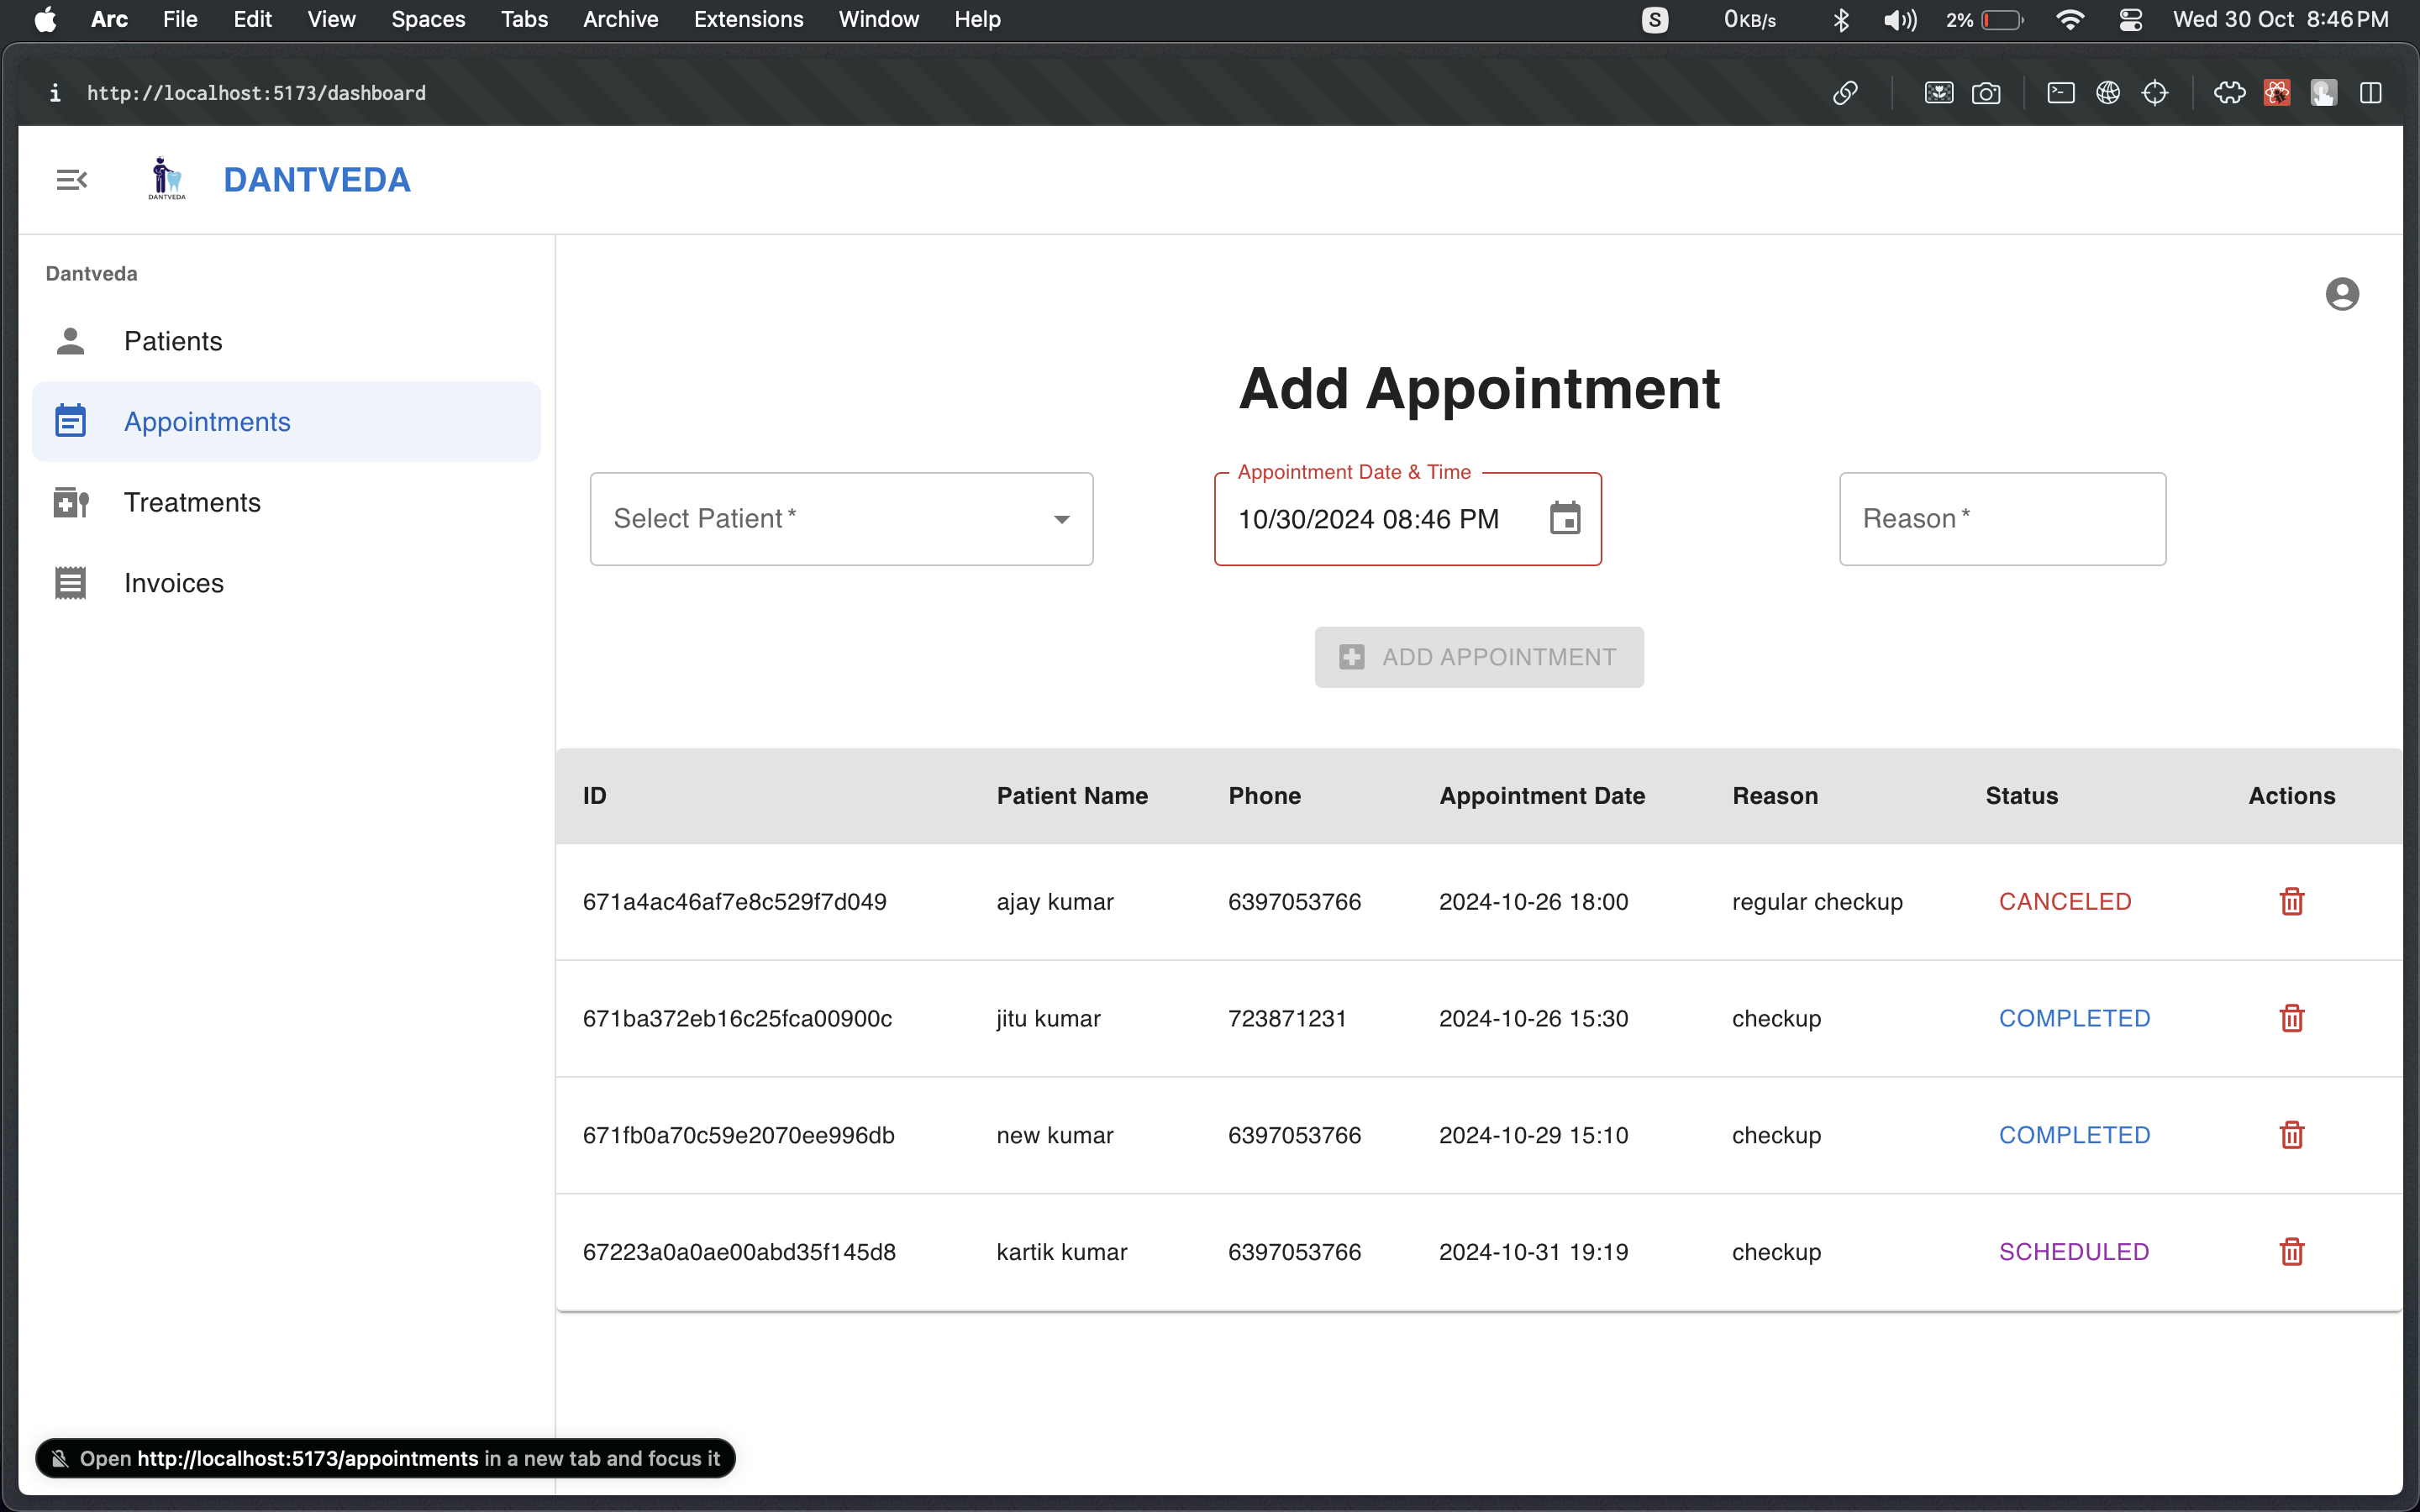 Arc File Edit View Spaces Tabs Archive Extensions Window Help S 0KB/s 2% Wed 30 Oct 8:46 PM
http://localhost:5173/dashboard
DANTVEDA DANTVEDA
Dantveda
Patients
Appointments
Treatments
Invoices
Add Appointment
Select Patient *
Appointment Date & Time
10/30/2024 08:46 PM
Reason *
ADD APPOINTMENT
ID Patient Name Phone Appointment Date Reason Status Actions
671a4ac46af7e8c529f7d049 ajay kumar 6397053766 2024-10-26 18:00 regular checkup CANCELED
671ba372eb16c25fca00900c jitu kumar 723871231 2024-10-26 15:30 checkup COMPLETED
671fb0a70c59e2070ee996db new kumar 6397053766 2024-10-29 15:10 checkup COMPLETED
67223a0a0ae00abd35f145d8 kartik kumar 6397053766 2024-10-31 19:19 checkup SCHEDULED
Open http://localhost:5173/appointments in a new tab and focus it